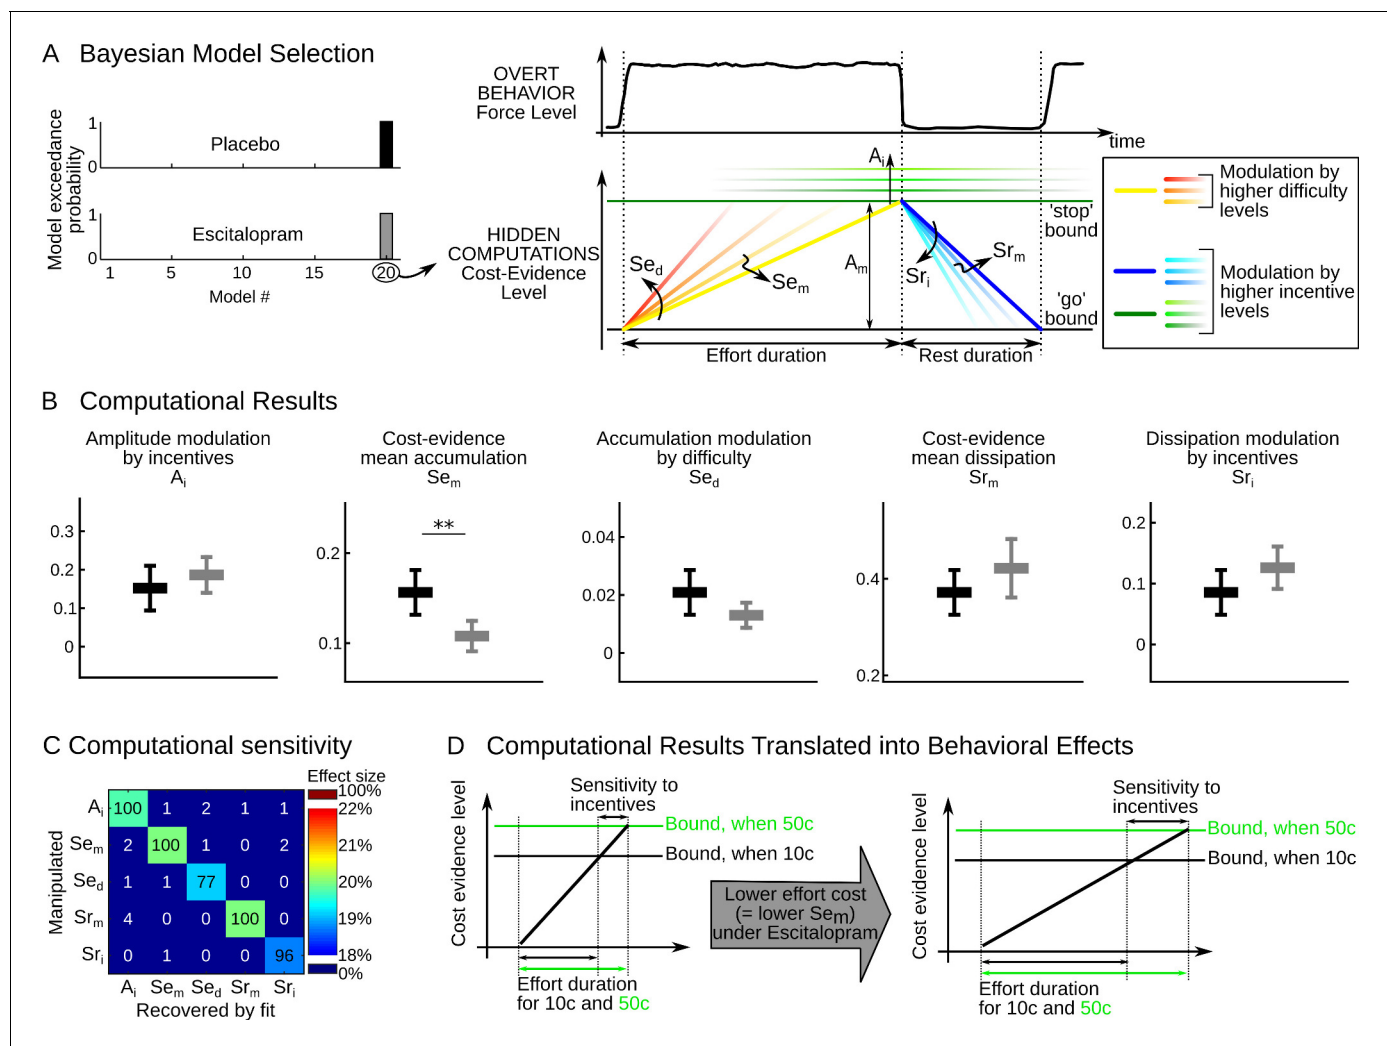 A Bayesian Model Selection
Model exceedance
probability
1
0
Placebo
1
0
Escitalopram
1 5 10 15 20
Model #
OVERT
BEHAVIOR
Force Level
time
HIDDEN
COMPUTATIONS
Cost-Evidence
Level
Sed
Sem
Ai
Am
Sri
Srm
'stop'
bound
'go'
bound
Effort duration
Rest duration
Modulation by
higher difficulty
levels
Modulation by
higher incentive
levels
B Computational Results
Amplitude modulation
by incentives
Ai
0.3
0.2
0.1
0
Cost-evidence
mean accumulation
Sem
**
0.2
0.1
Accumulation modulation
by difficulty
Sed
0.04
0.02
0
Cost-evidence
mean dissipation
Srm
0.4
0.2
Dissipation modulation
by incentives
Sri
0.2
0.1
0
C Computational sensitivity
Manipulated
Ai 100 1 2 1 1
Sem 2 100 1 0 2
Sed 1 1 77 0 0
Srm 4 0 0 100 0
Sri 0 1 0 0 96
Ai Sem Sed Srm Sri
Recovered by fit
Effect size
100%
22%
21%
20%
19%
18%
0%
D Computational Results Translated into Behavioral Effects
Cost evidence level
Sensitivity to
incentives
Bound, when 50c
Bound, when 10c
Effort duration
for 10c and 50c
Lower effort cost
(= lower Sem)
under Escitalopram
Cost evidence level
Sensitivity to
incentives
Bound, when 50c
Bound, when 10c
Effort duration
for 10c and 50c